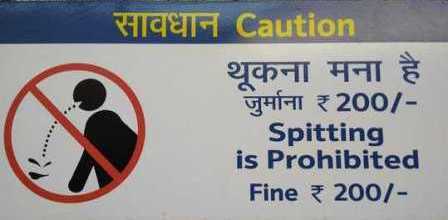 सावधान Caution
थूकना मना है
जुर्माना ₹ 200/-
Spitting
is Prohibited
Fine ₹ 200/-